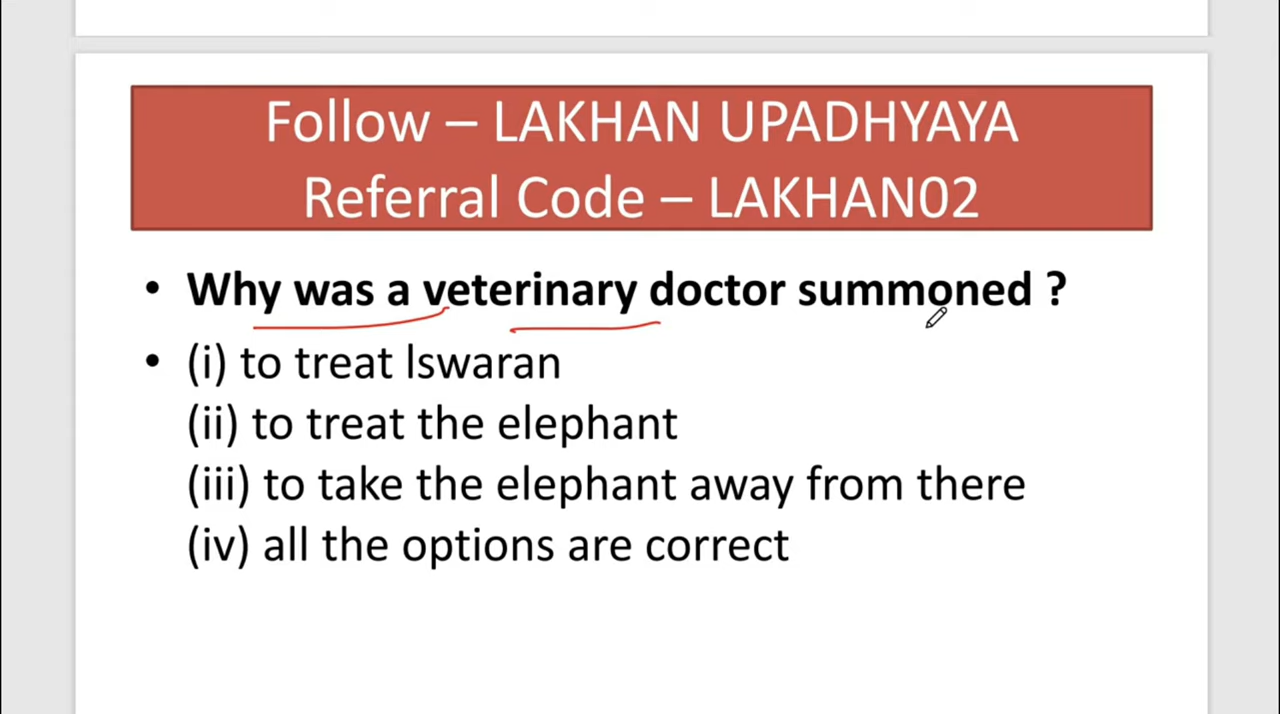 Follow – LAKHAN UPADHYAYA
Referral Code – LAKHAN02
• Why was a veterinary doctor summoned ?
• (i) to treat lswaran
(ii) to treat the elephant
(iii) to take the elephant away from there
(iv) all the options are correct